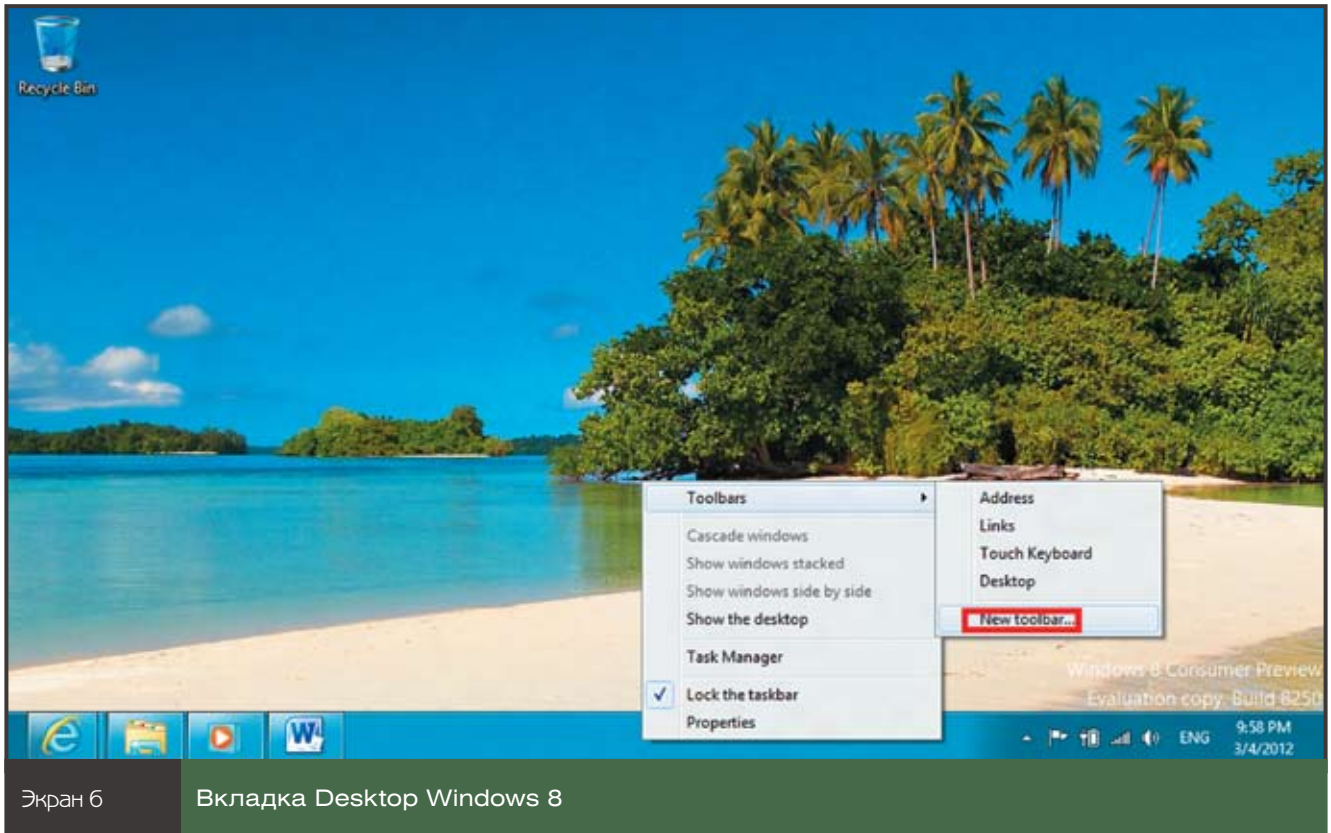 Recycle Bin
Toolbars
Cascade windows
Show windows stacked
Show windows side by side
Show the desktop
Task Manager
Lock the taskbar
Properties
Address
Links
Touch Keyboard
Desktop
New toolbar...
Windows 8 Consumer Preview
Evaluation copy. Build 8250
W
ENG
9:58 PM
3/4/2012
Экран 6
Вкладка Desktop Windows 8